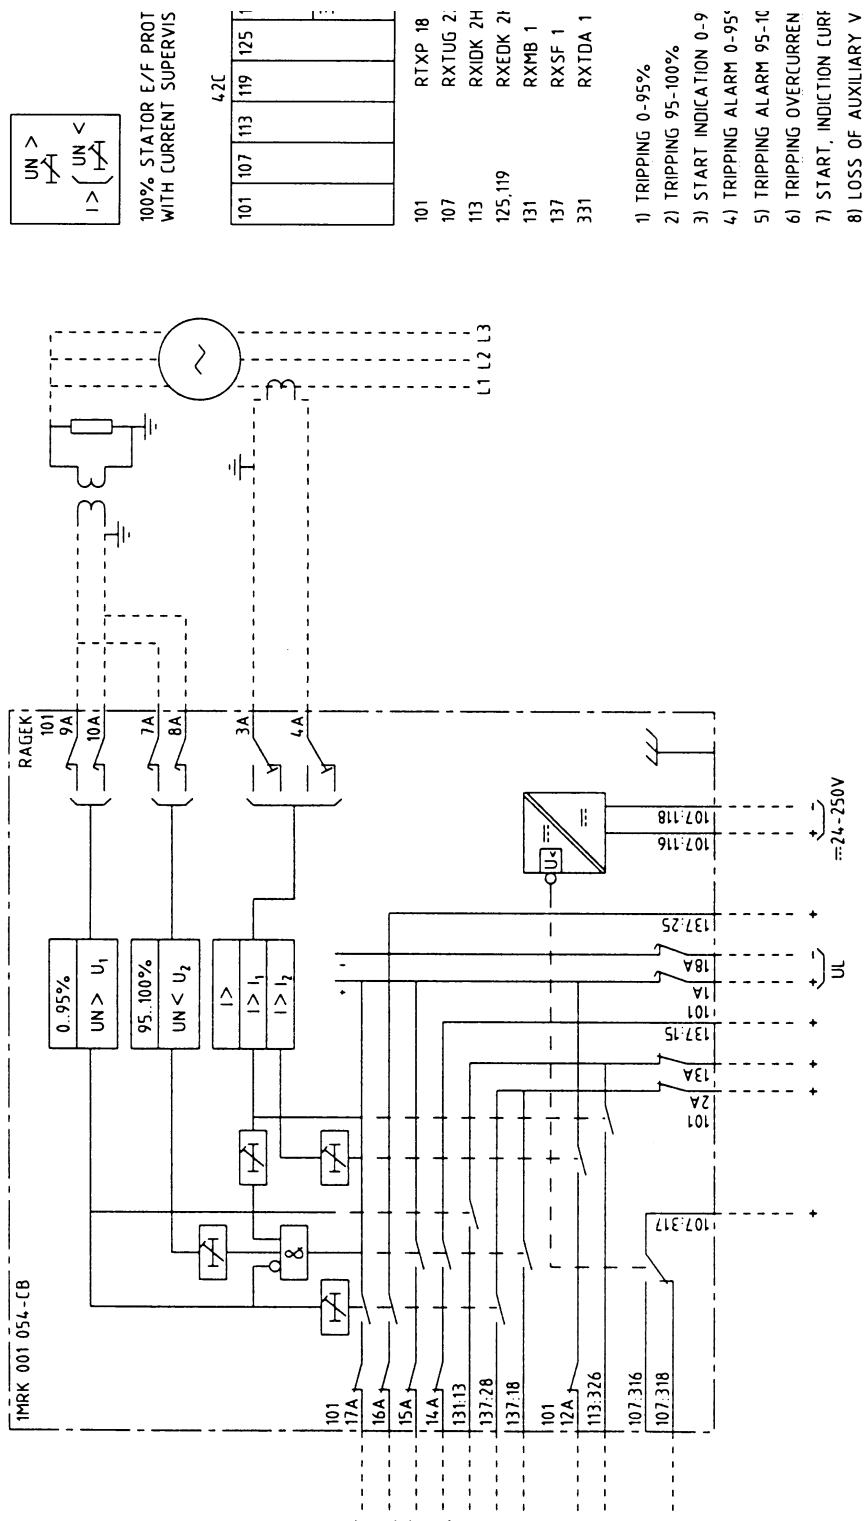 UN >
I > ( UN <
100% STATOR E/F PROT
WITH CURRENT SUPERVIS
42C
101 107 113 119 125
101 RTXP 18
107 RXTUG 2
113 RXIDK 2H
125,119 RXEDK 2H
131 RXMB 1
137 RXSF 1
331 RXTDA 1
1) TRIPPING 0-95%
2) TRIPPING 95-100%
3) START INDICATION 0-9
4) TRIPPING ALARM 0-95%
5) TRIPPING ALARM 95-10
6) TRIPPING OVERCURREN
7) START, INDICTION CURR
8) LOSS OF AUXILIARY V
L1 L2 L3
RAGEK
101
9A
10A
7A
8A
3A
4A
0..95%
UN > U1
95..100%
UN < U2
I >
I > I1
I > I2
&
U<
107:118
107:116
- +
24-250V
137:25 +
18A -
1A +
101
UL
137:15 +
13A +
2A +
101
107:317 +
- +
1MRK 001 054-CB
101
17A
16A
15A
14A
131:13
137:28
137:18
101
12A
113:326
107:316
107:318